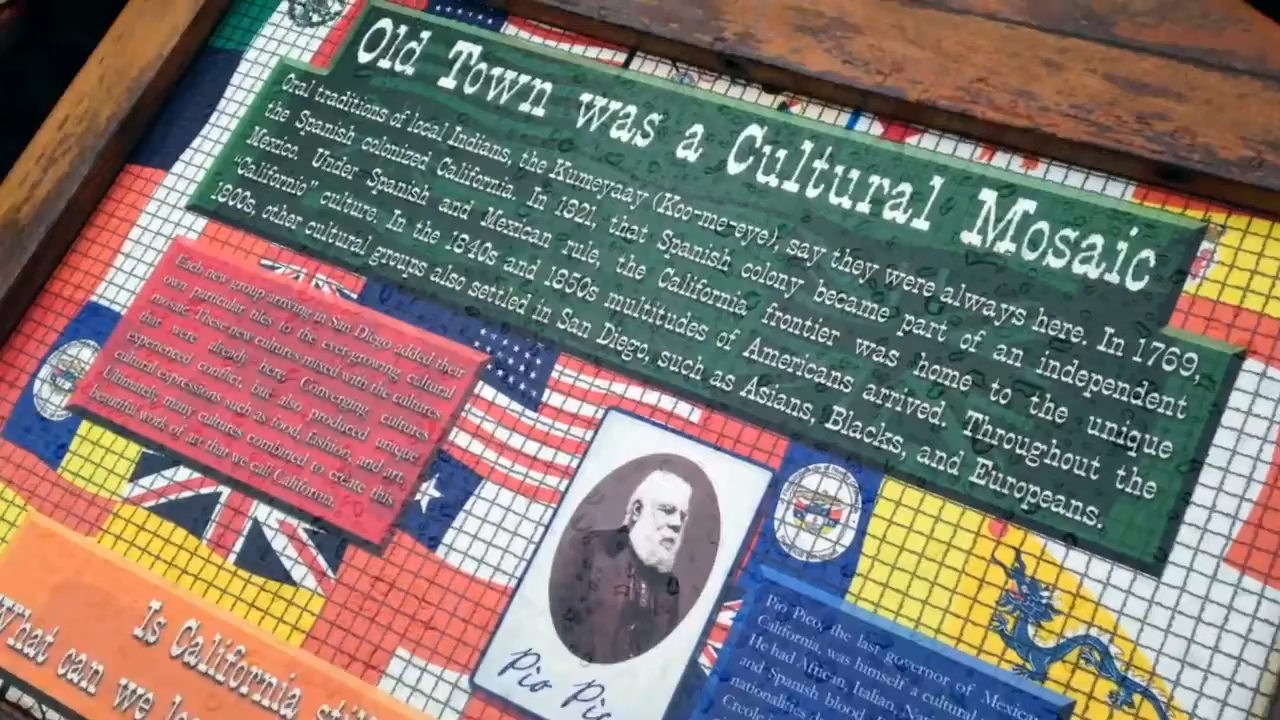 Old Town was a Cultural Mosaic
Oral traditions of local Indians, the Kumeyaay (Koo-me-eye), say they were always here. In 1769,
the Spanish colonized California. In 1821, that Spanish colony became part of an independent
Mexico. Under Spanish and Mexican rule, the California frontier was home to the unique
"Californio" culture. In the 1840s and 1850s multitudes of Americans arrived. Throughout the
1800s, other cultural groups also settled in San Diego, such as Asians, Blacks, and Europeans.
Each new group arriving in San Diego added their
own particular tiles to the ever-growing cultural
mosaic. These new cultures mixed with the cultures
that were already here. Converging cultures
experienced conflict, but also produced unique
cultural expressions such as food, fashion, and art.
Ultimately, many cultures combined to create this
beautiful work of art that we call California.
Pio
Pio Pico, the last governor of Mexican
California, was himself a cultural
He had African, Italian,
and Spanish blood.
nationalities
Is California
What can we